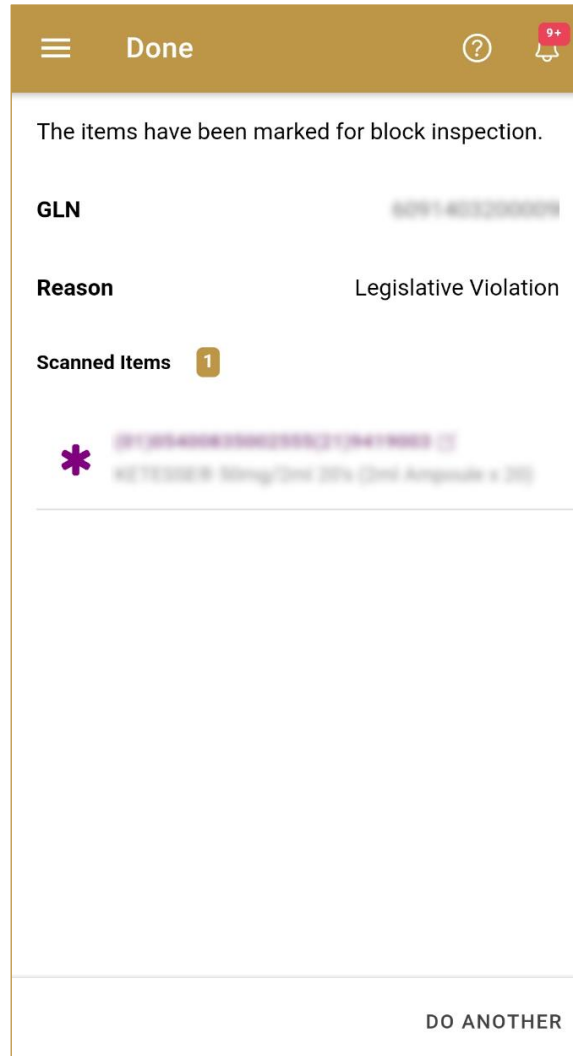 Done
9+
The items have been marked for block inspection.
GLN
Reason Legislative Violation
Scanned Items 1
DO ANOTHER